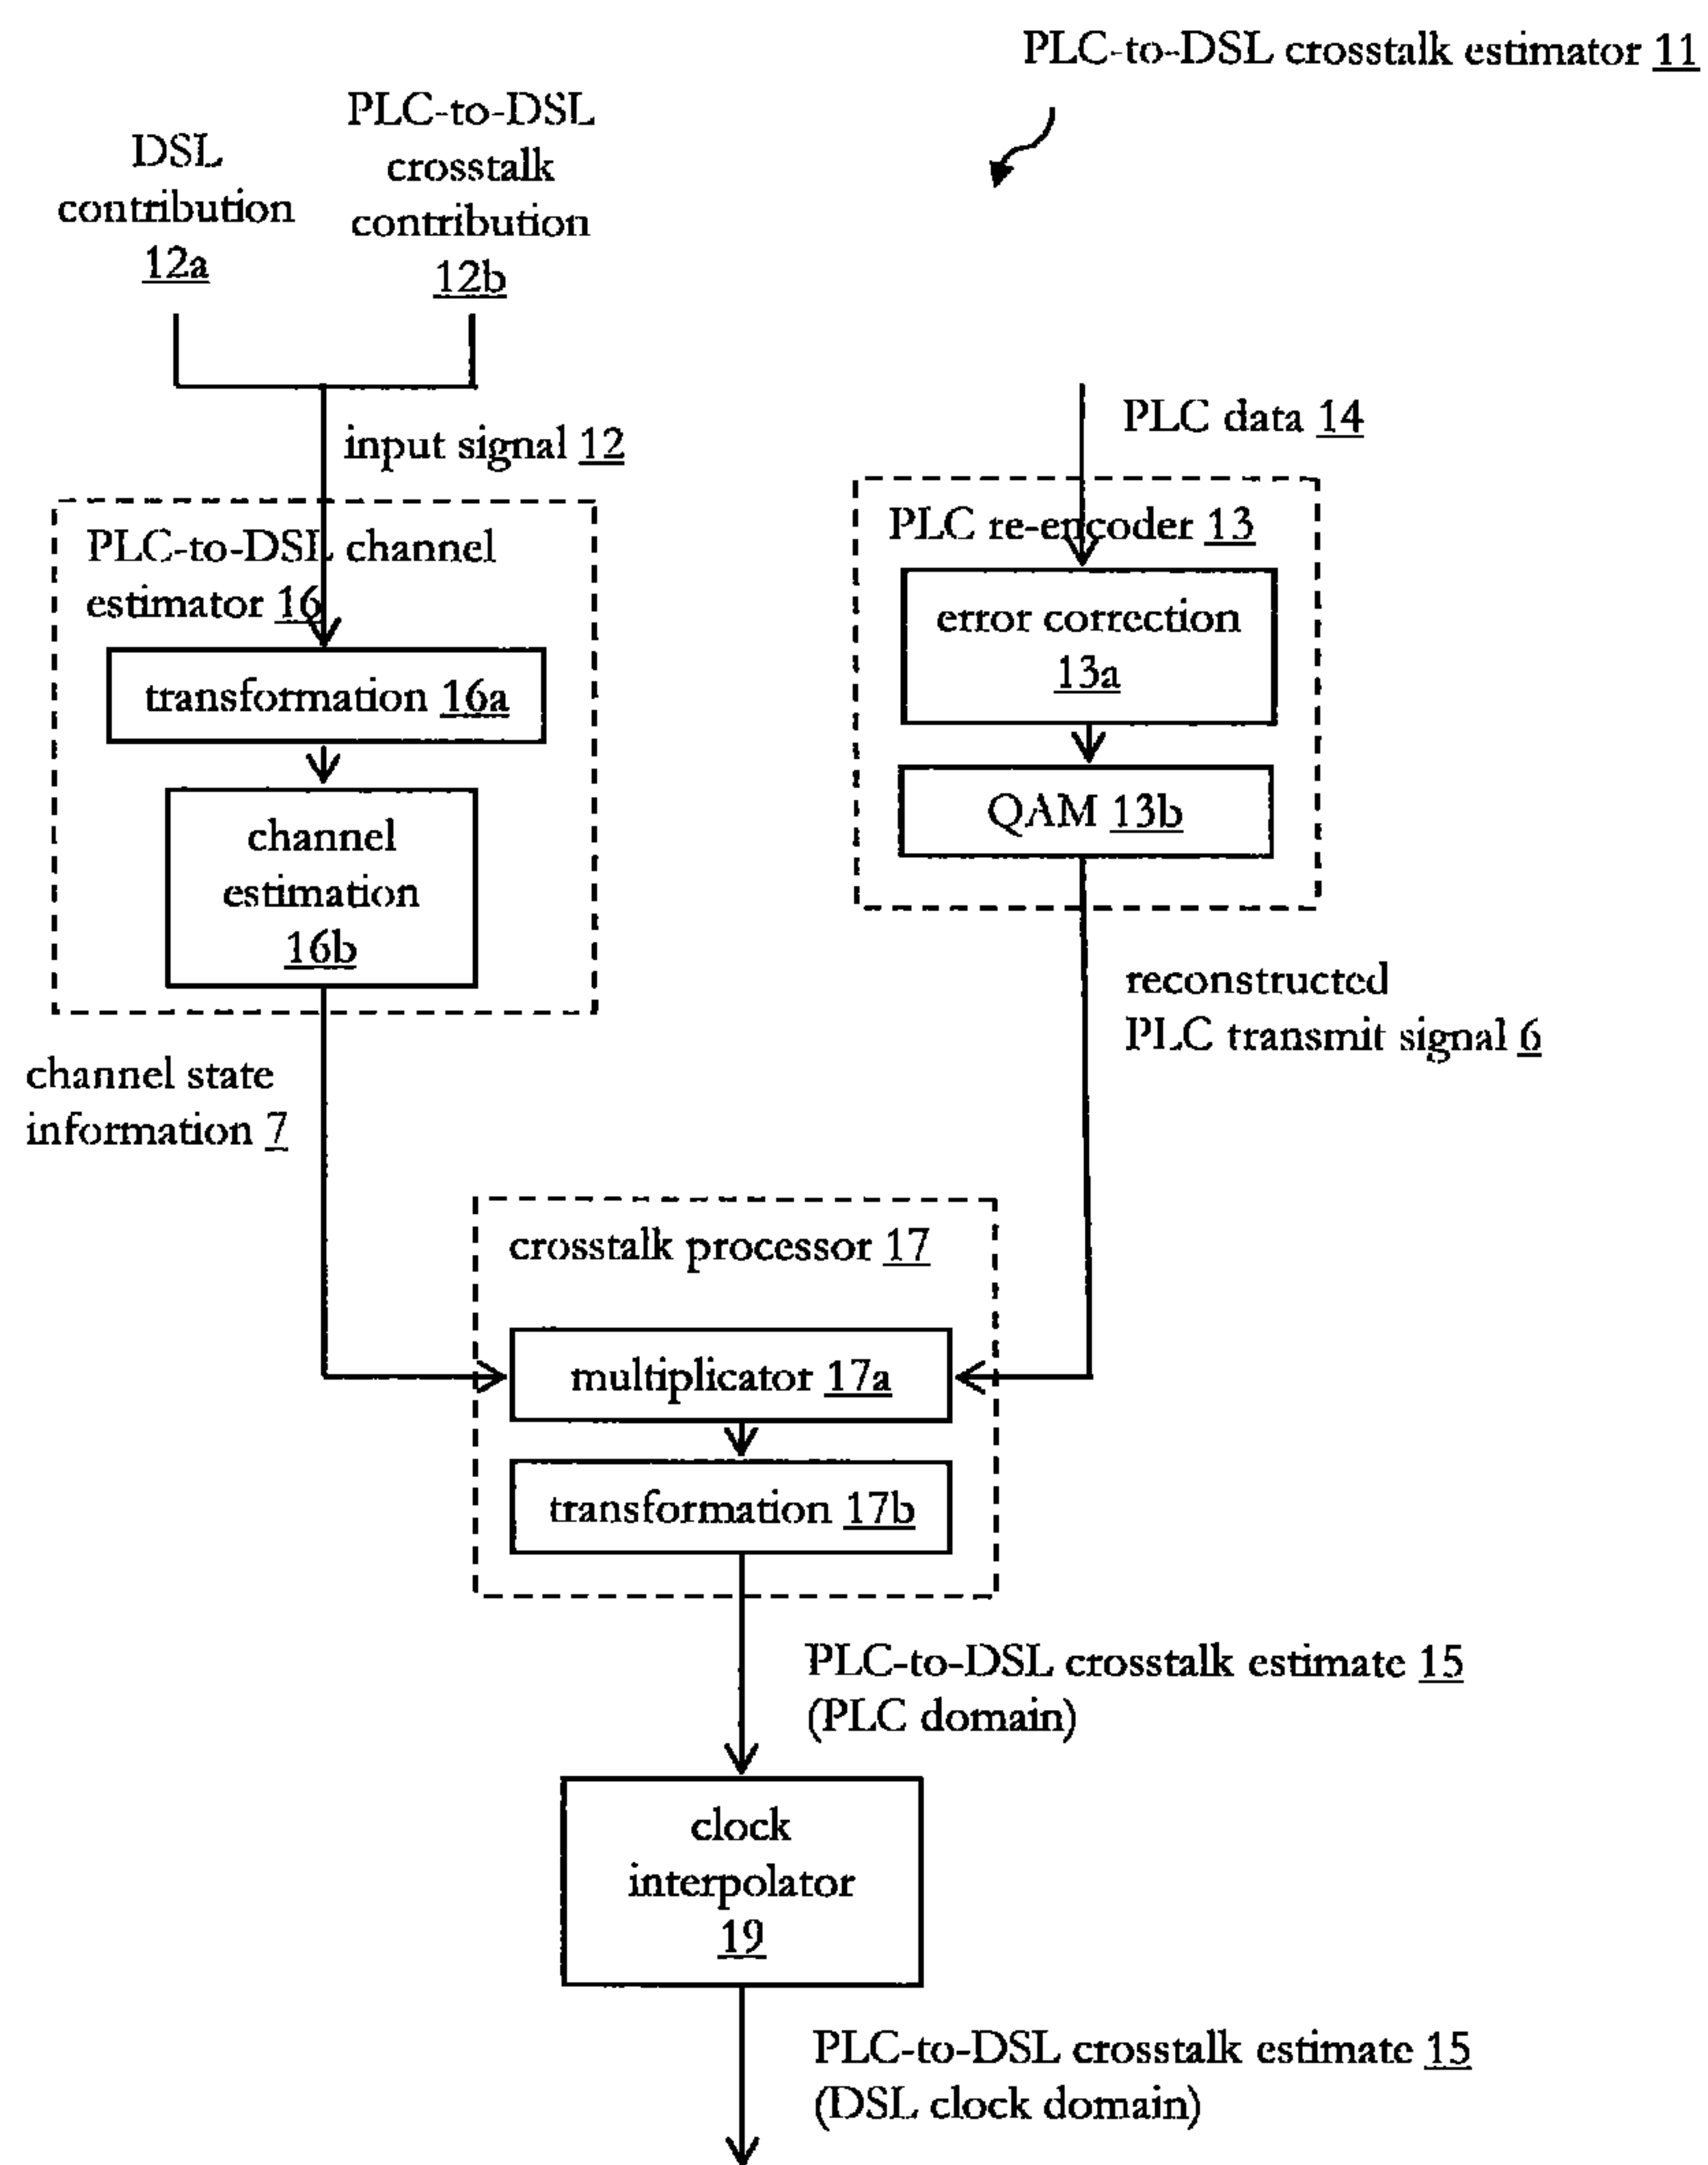 PLC-to-DSL crosstalk estimator 11
DSL
contribution
12a
PLC-to-DSL
crosstalk
contribution
12b
input signal 12
PLC data 14
PLC-to-DSL channel
estimator 16
transformation 16a
channel
estimation
16b
PLC re-encoder 13
error correction
13a
QAM 13b
reconstructed
PLC transmit signal 6
channel state
information 7
crosstalk processor 17
multiplicator 17a
transformation 17b
PLC-to-DSL crosstalk estimate 15
(PLC domain)
clock
interpolator
19
PLC-to-DSL crosstalk estimate 15
(DSL clock domain)